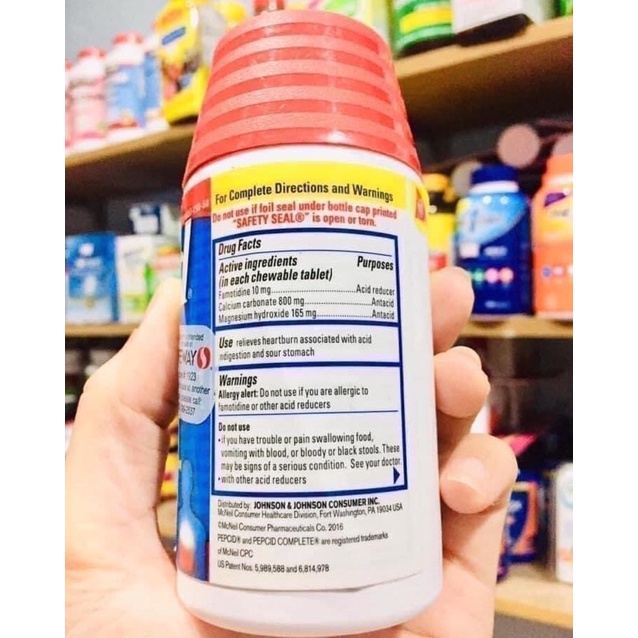 For Complete Directions and Warnings
Do not use if foil seal under bottle cap printed
"SAFETY SEAL®" is open or torn.
Drug Facts
Active ingredients
(in each chewable tablet)
Purposes
Famotidine 10 mg....................Acid reducer
Calcium carbonate 800 mg....................Antacid
Magnesium hydroxide 165 mg....................Antacid
Use relieves heartburn associated with acid
indigestion and sour stomach
Warnings
Allergy alert: Do not use if you are allergic to
famotidine or other acid reducers
Do not use
•if you have trouble or pain swallowing food,
vomiting with blood, or bloody or black stools. These
may be signs of a serious condition. See your doctor.
•with other acid reducers
Distributed by: JOHNSON & JOHNSON CONSUMER INC.
McNeil Consumer Healthcare Division, Fort Washington, PA 19034 USA
©McNeil Consumer Pharmaceuticals Co. 2016
PEPCID® and PEPCID COMPLETE® are registered trademarks
of McNeil CPC
US Patent Nos. 5,989,588 and 6,814,978
another
call